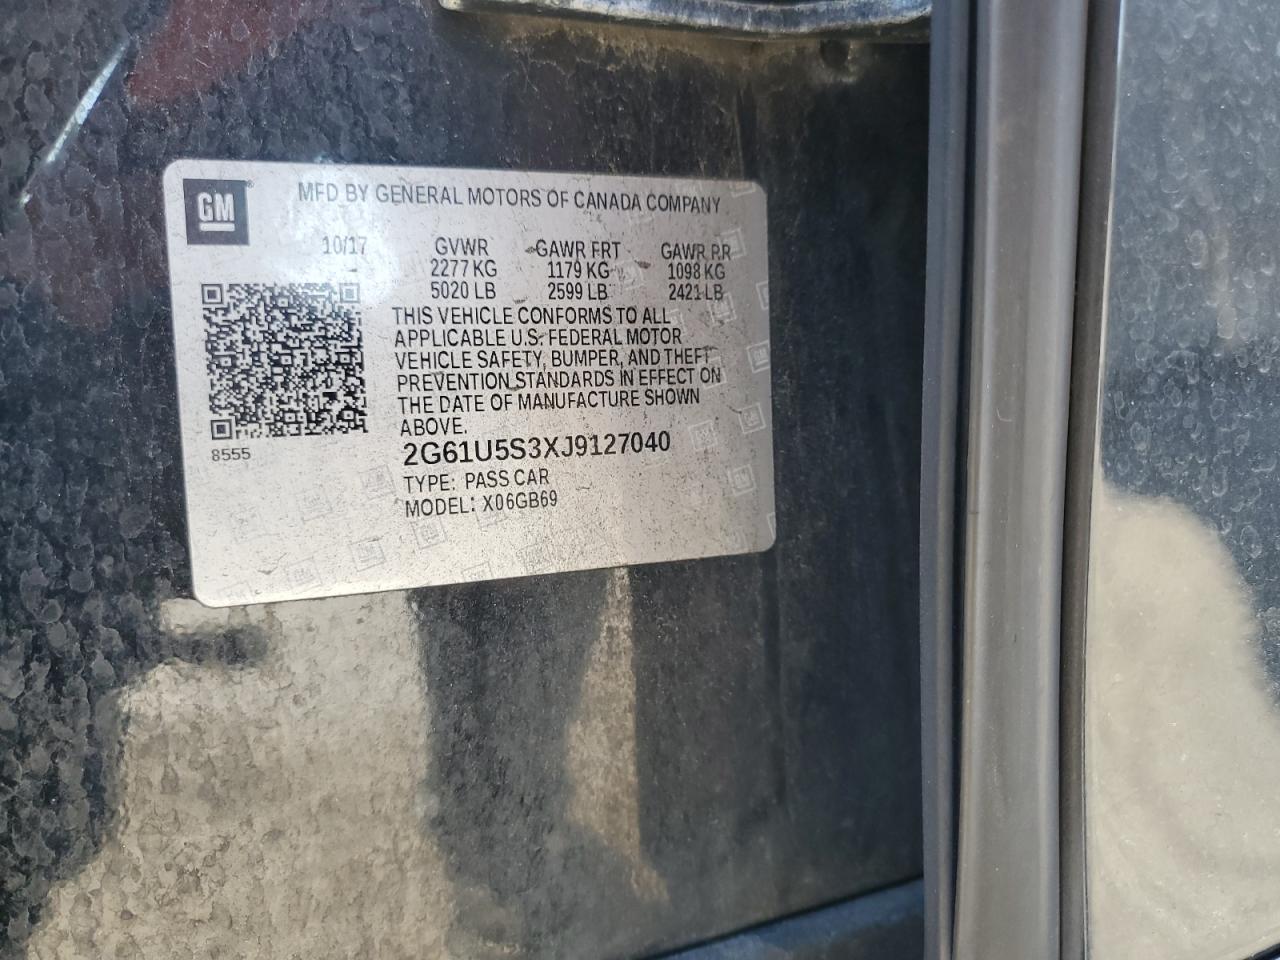 GM
MFD BY GENERAL MOTORS OF CANADA COMPANY
10/17 GVWR GAWR FRT GAWR RR
2277 KG 1179 KG 1098 KG
5020 LB 2599 LB 2421 LB
THIS VEHICLE CONFORMS TO ALL
APPLICABLE U.S. FEDERAL MOTOR
VEHICLE SAFETY, BUMPER, AND THEFT
PREVENTION STANDARDS IN EFFECT ON
THE DATE OF MANUFACTURE SHOWN
ABOVE.
8555
2G61U5S3XJ9127040
TYPE: PASS CAR
MODEL: X06GB69